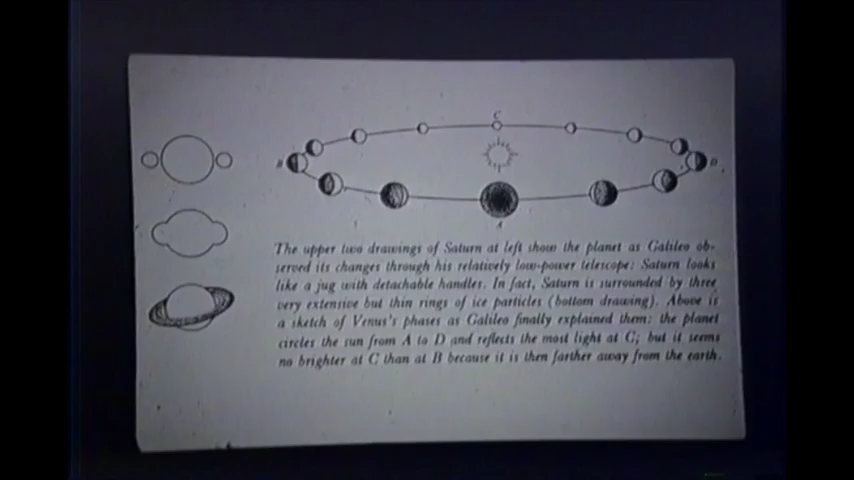 C
B
D
A
The upper two drawings of Saturn at left show the planet as Galileo ob-
served its changes through his relatively low-power telescope: Saturn looks
like a jug with detachable handles. In fact, Saturn is surrounded by three
very extensive but thin rings of ice particles (bottom drawing). Above is
a sketch of Venus's phases as Galileo finally explained them: the planet
circles the sun from A to D and reflects the most light at C; but it seems
no brighter at C than at B because it is then farther away from the earth.